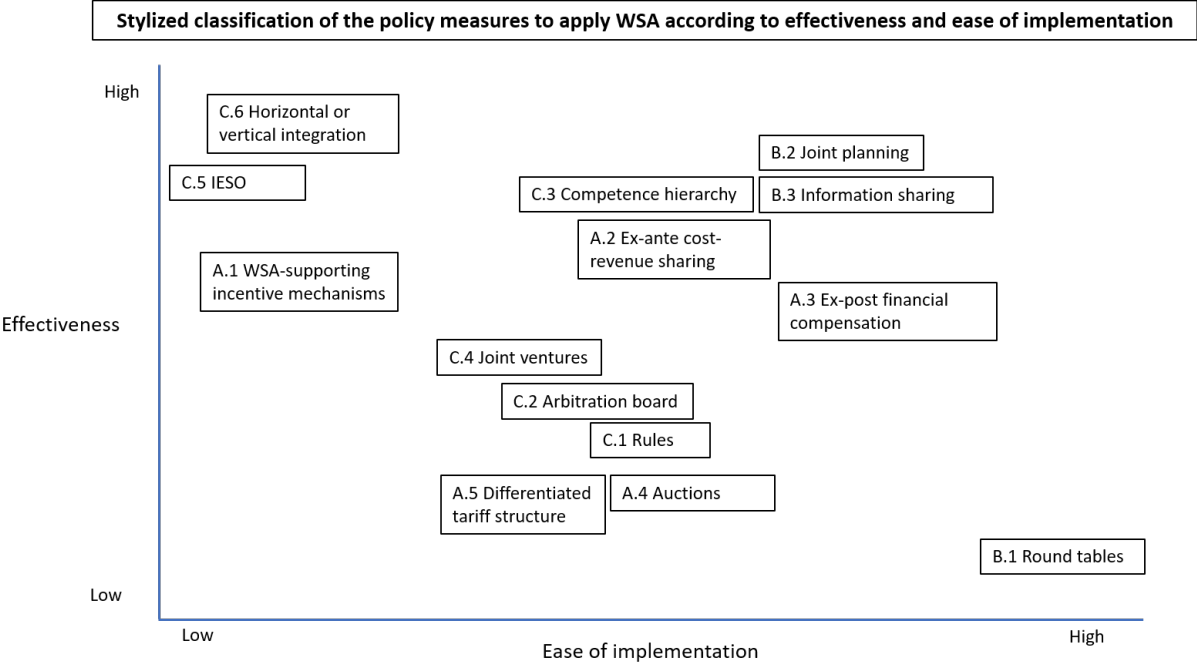 Stylized classification of the policy measures to apply WSA according to effectiveness and ease of implementation
High
C.6 Horizontal or
vertical integration
B.2 Joint planning
C.5 IESO
C.3 Competence hierarchy
B.3 Information sharing
A.2 Ex-ante cost-
revenue sharing
A.1 WSA-supporting
incentive mechanisms
A.3 Ex-post financial
compensation
Effectiveness
C.4 Joint ventures
C.2 Arbitration board
C.1 Rules
A.5 Differentiated
tariff structure
A.4 Auctions
B.1 Round tables
Low
Low
High
Ease of implementation